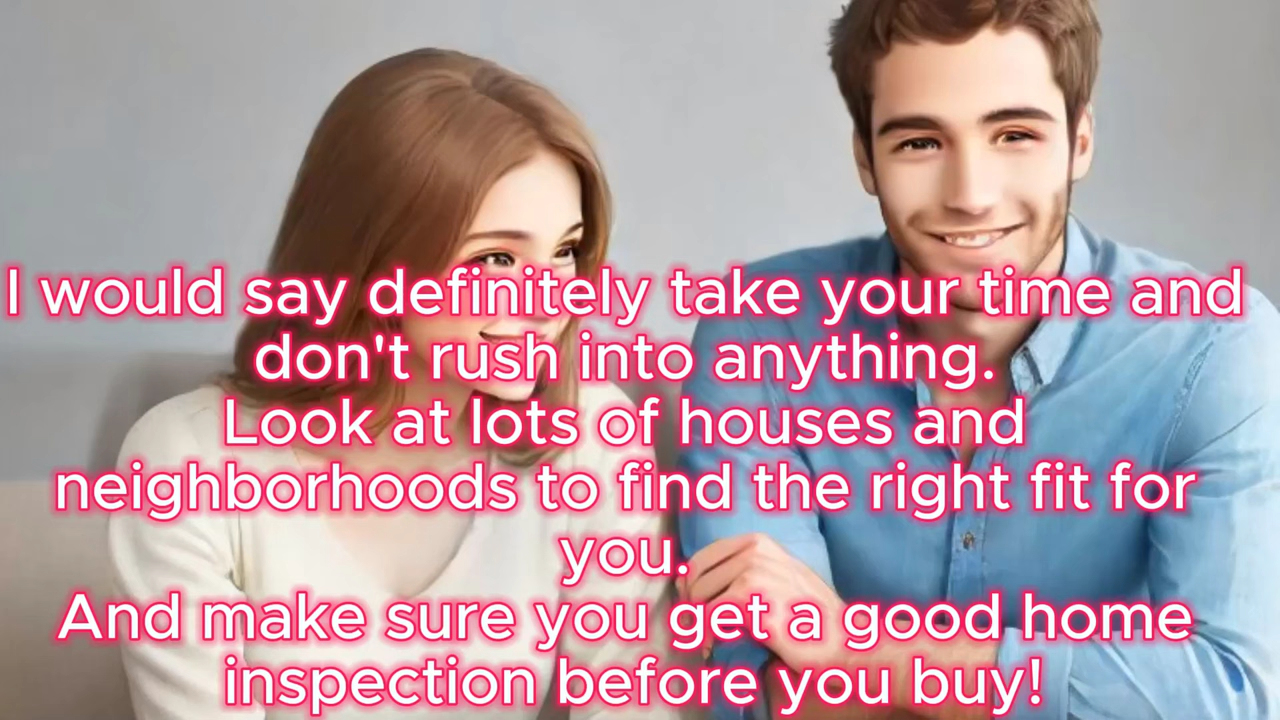 I would say definitely take your time and
don't rush into anything.
Look at lots of houses and
neighborhoods to find the right fit for
you.
And make sure you get a good home
inspection before you buy!